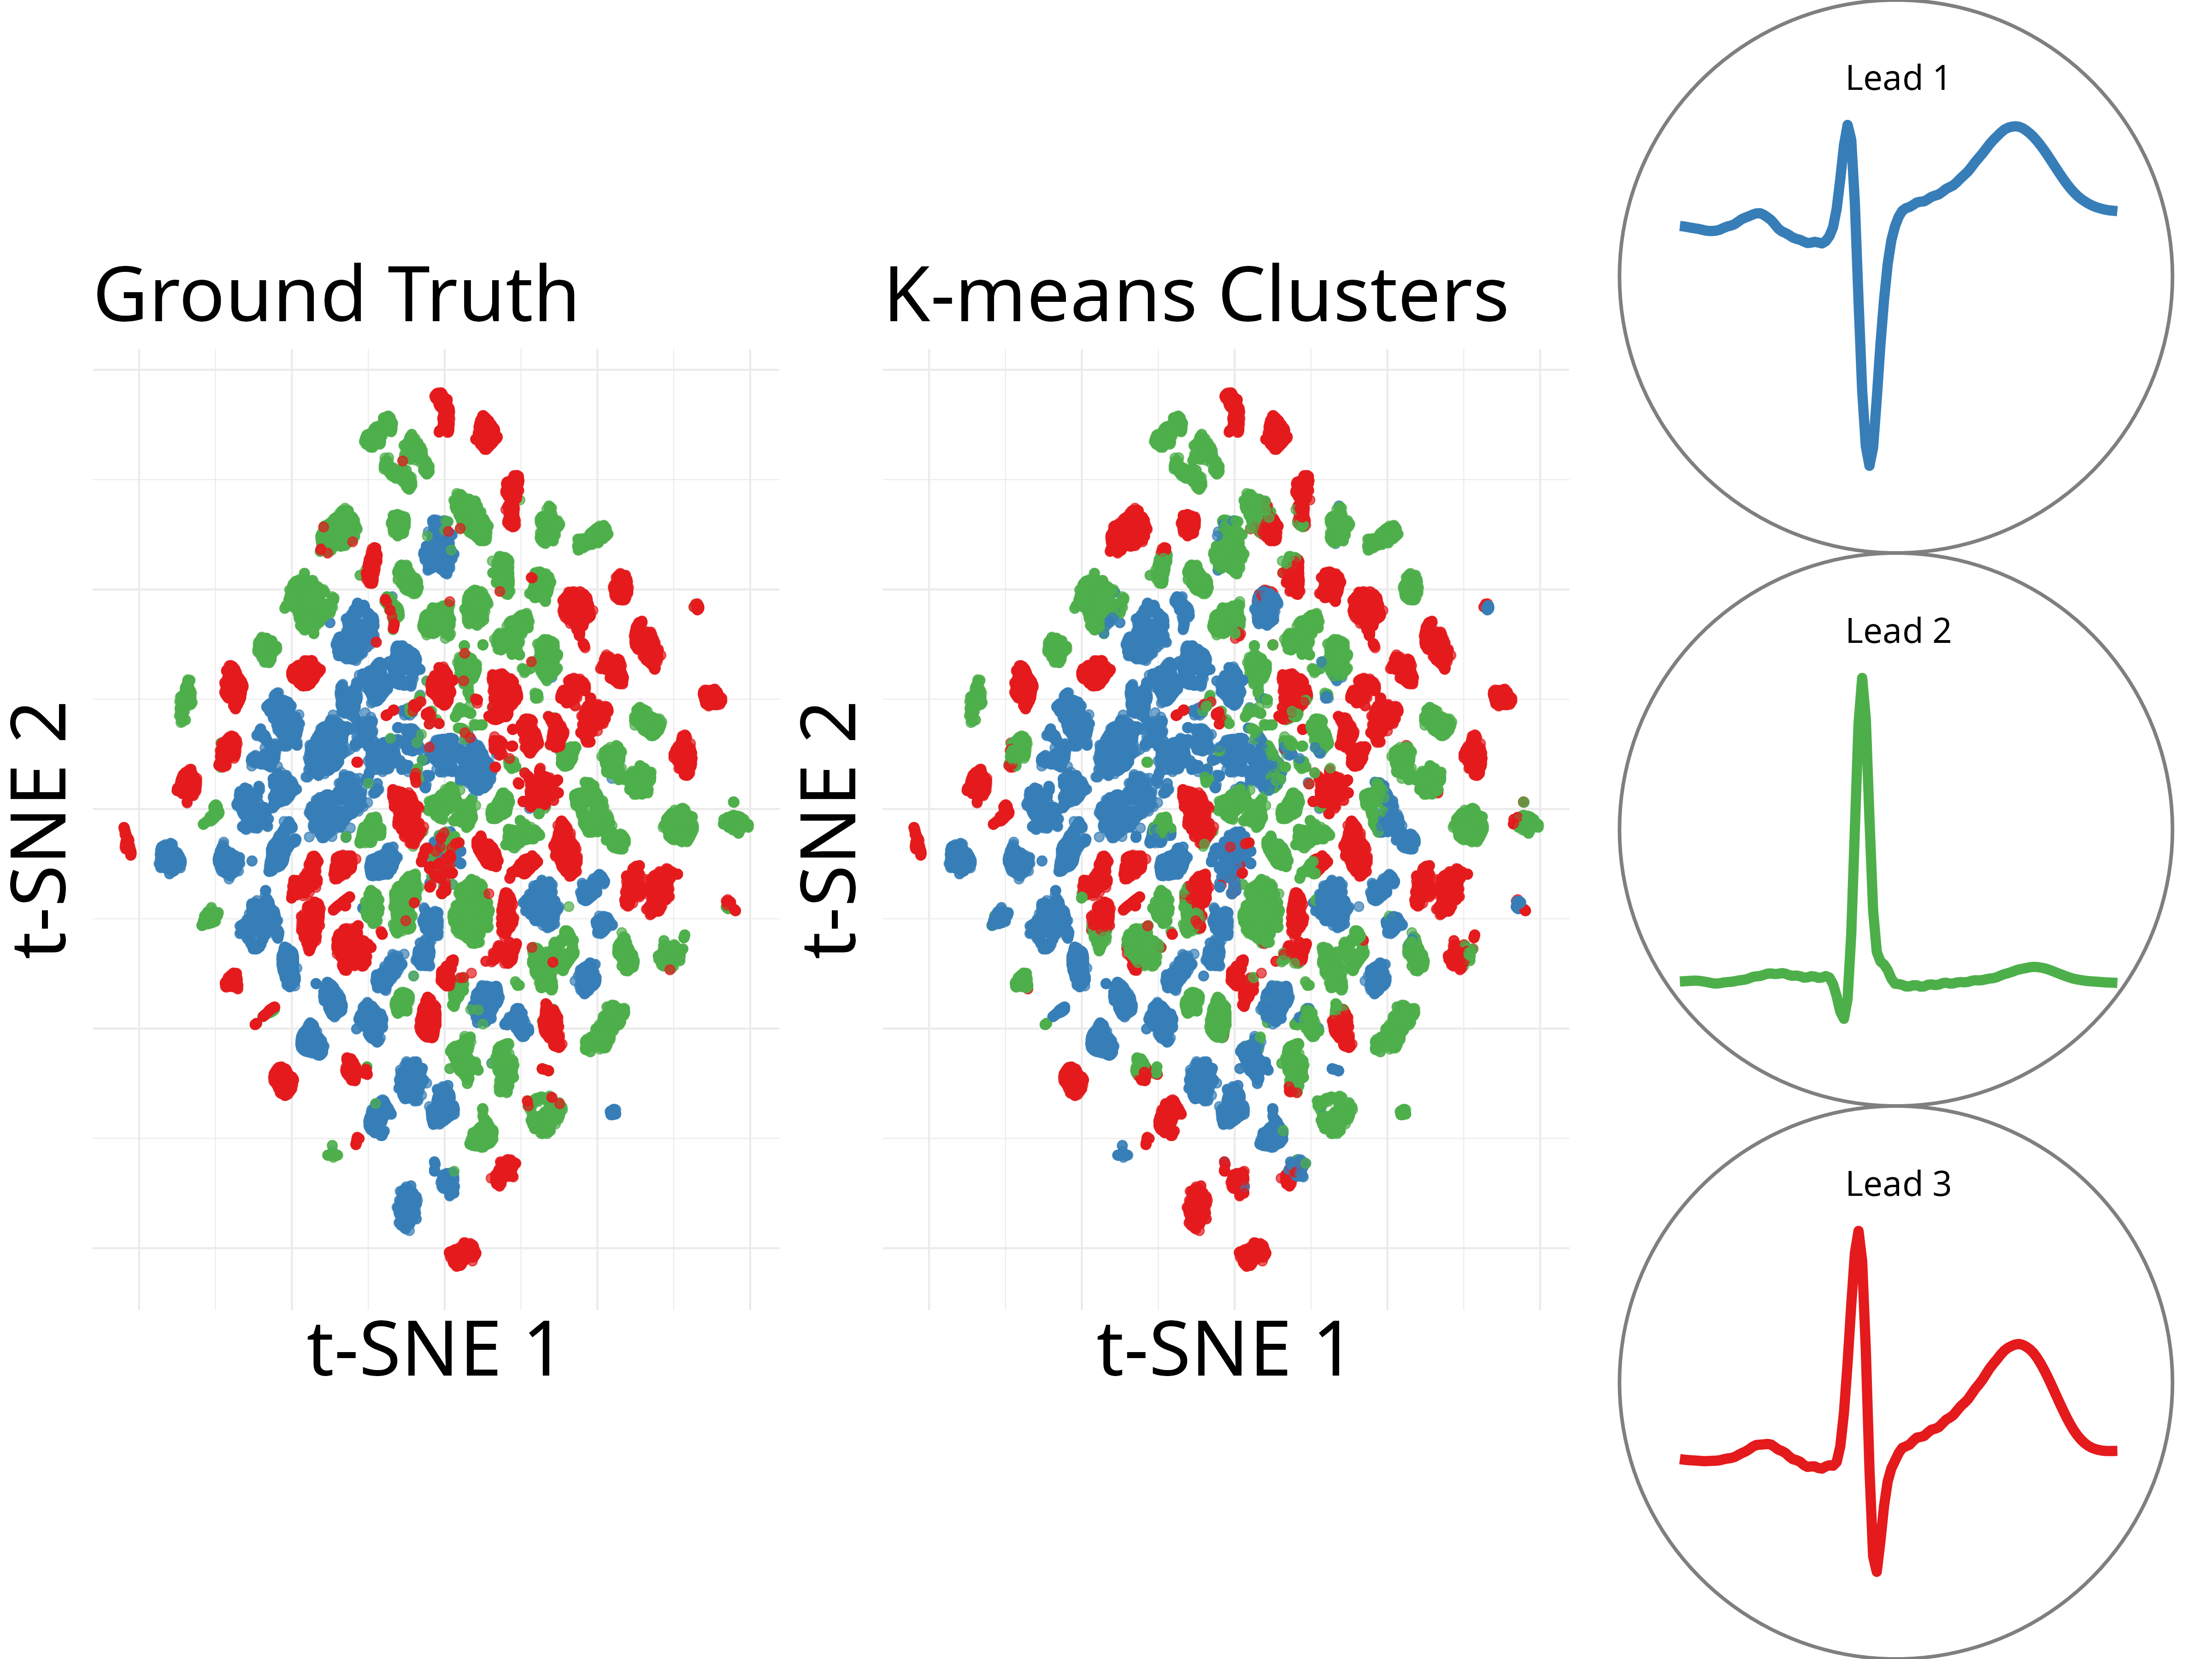 Ground Truth
t-SNE 2
t-SNE 1
K-means Clusters
t-SNE 2
t-SNE 1
Lead 1
Lead 2
Lead 3